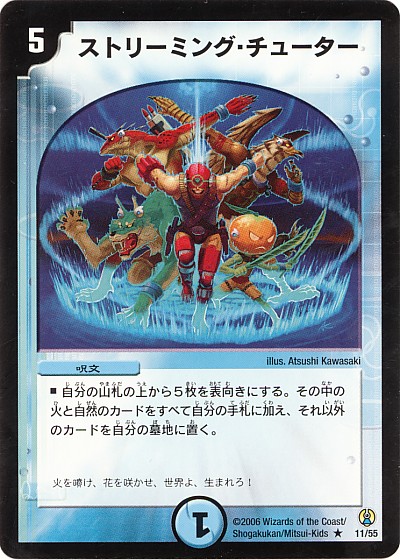 5
ストリーミング・チューター
illus. Atsushi Kawasaki
呪文
■ 自分の山札の上から5枚を表向きにする。その中の
火と自然のカードをすべて自分の手札に加え、それ以外
のカードを自分の墓地に置く。
火を噴け、花を咲かせ、世界よ、生まれろ!
1
©2006 Wizards of the Coast/
Shogakukan/Mitsui-Kids ★ 11/55